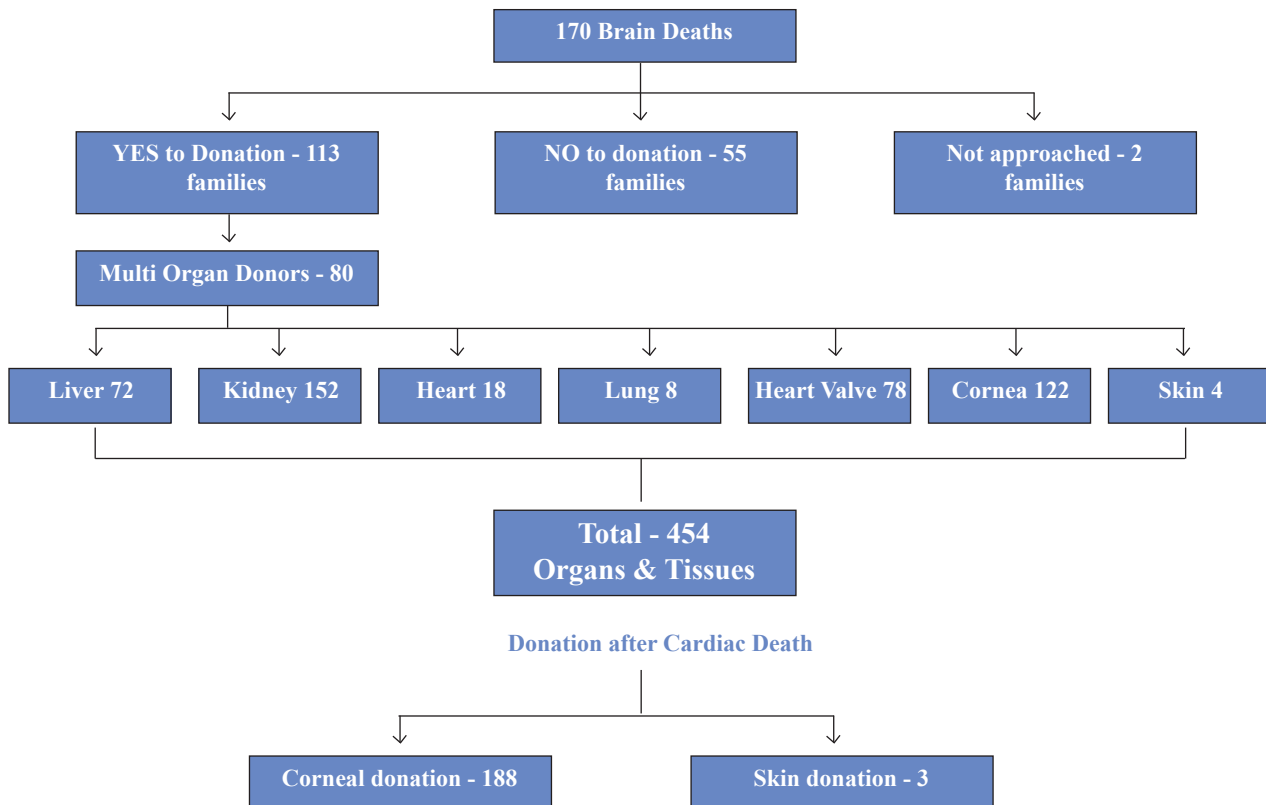 170 Brain Deaths
YES to Donation - 113
families
NO to donation - 55
families
Not approached - 2
families
Multi Organ Donors - 80
Liver 72
Kidney 152
Heart 18
Lung 8
Heart Valve 78
Cornea 122
Skin 4
Total - 454
Organs & Tissues
Donation after Cardiac Death
Corneal donation - 188
Skin donation - 3